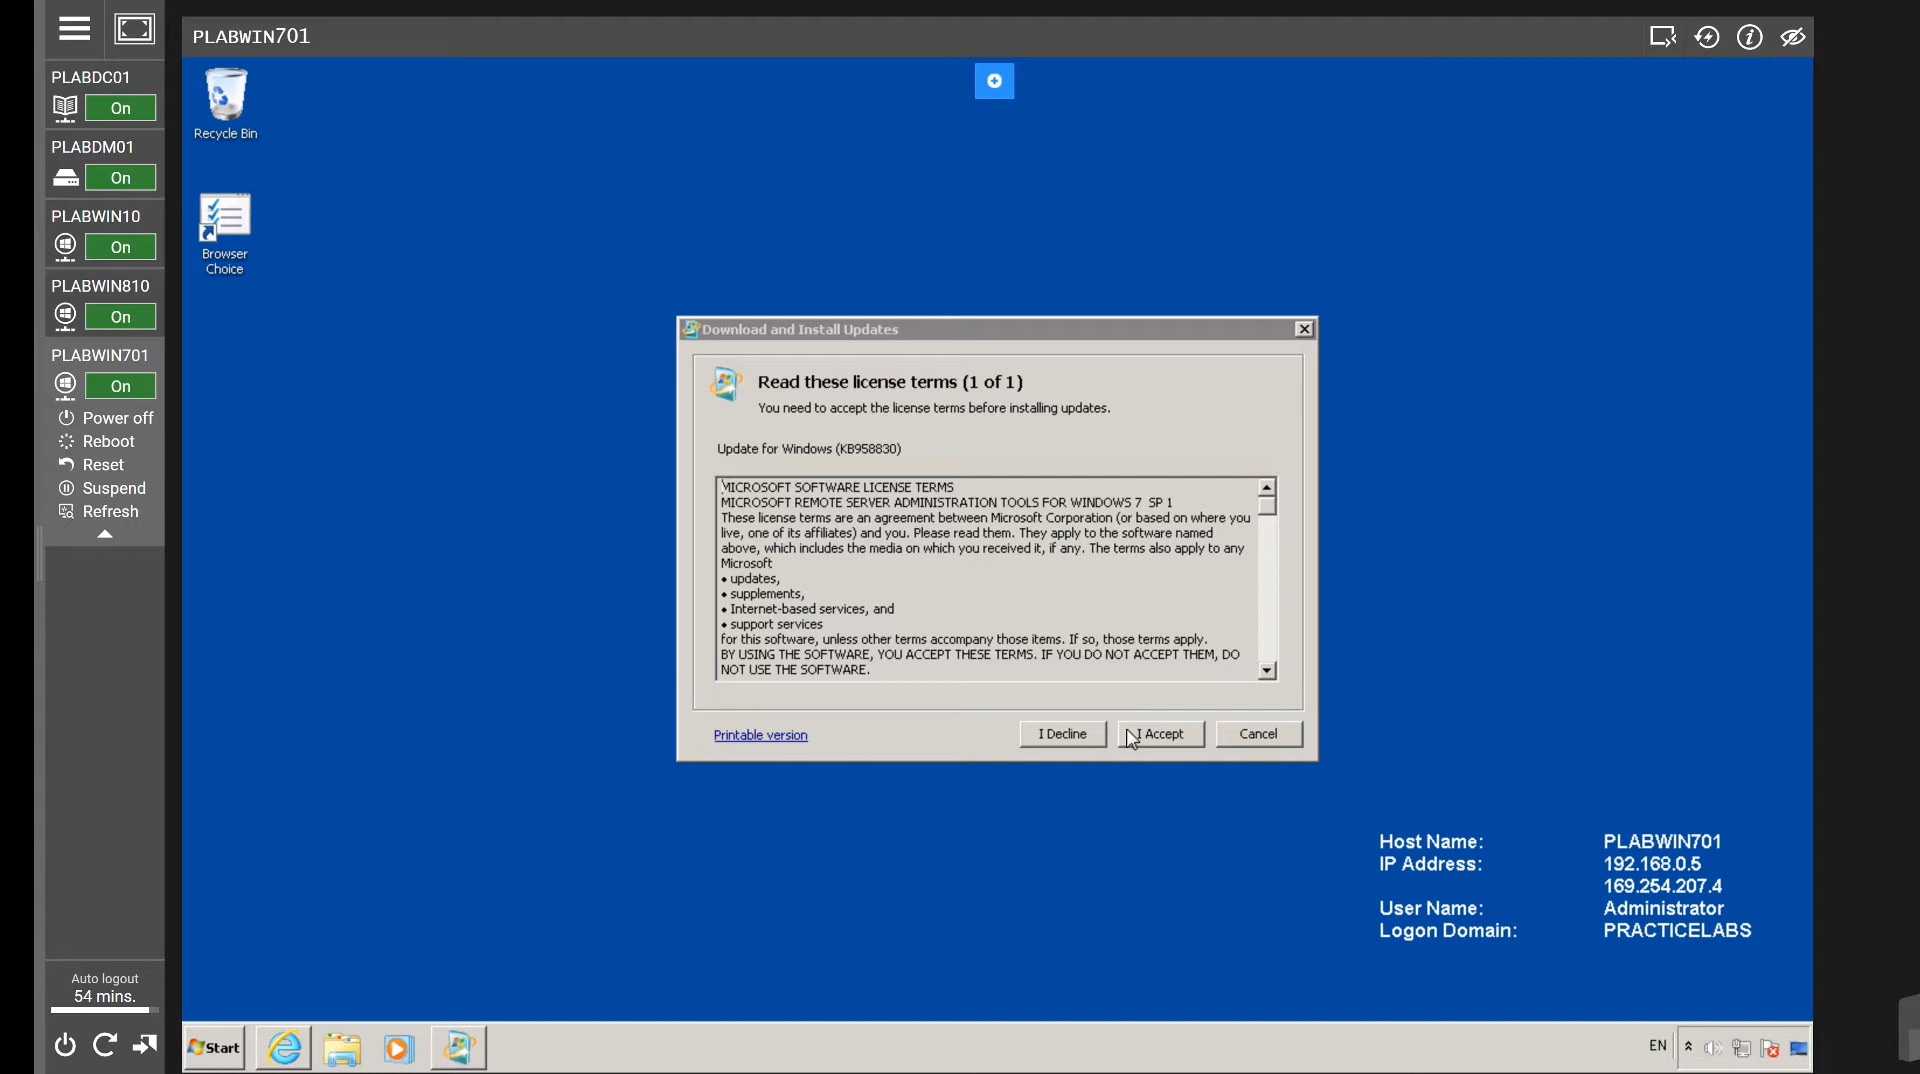 PLABWIN701
PLABDC01
On
PLABDM01
On
PLABWIN10
On
PLABWIN810
On
PLABWIN701
On
Power off
Reboot
Reset
Suspend
Refresh
Auto logout
54 mins.
Recycle Bin
Browser
Choice
Download and Install Updates
Read these license terms (1 of 1)
You need to accept the license terms before installing updates.
Update for Windows (KB958830)
MICROSOFT SOFTWARE LICENSE TERMS
MICROSOFT REMOTE SERVER ADMINISTRATION TOOLS FOR WINDOWS 7 SP 1
These license terms are an agreement between Microsoft Corporation (or based on where you
live, one of its affiliates) and you. Please read them. They apply to the software named
above, which includes the media on which you received it, if any. The terms also apply to any
Microsoft
• updates,
• supplements,
• Internet-based services, and
• support services
for this software, unless other terms accompany those items. If so, those terms apply.
BY USING THE SOFTWARE, YOU ACCEPT THESE TERMS. IF YOU DO NOT ACCEPT THEM, DO
NOT USE THE SOFTWARE.
Printable version
I Decline
I Accept
Cancel
Host Name: PLABWIN701
IP Address: 192.168.0.5
169.254.207.4
User Name: Administrator
Logon Domain: PRACTICELABS
Start
EN